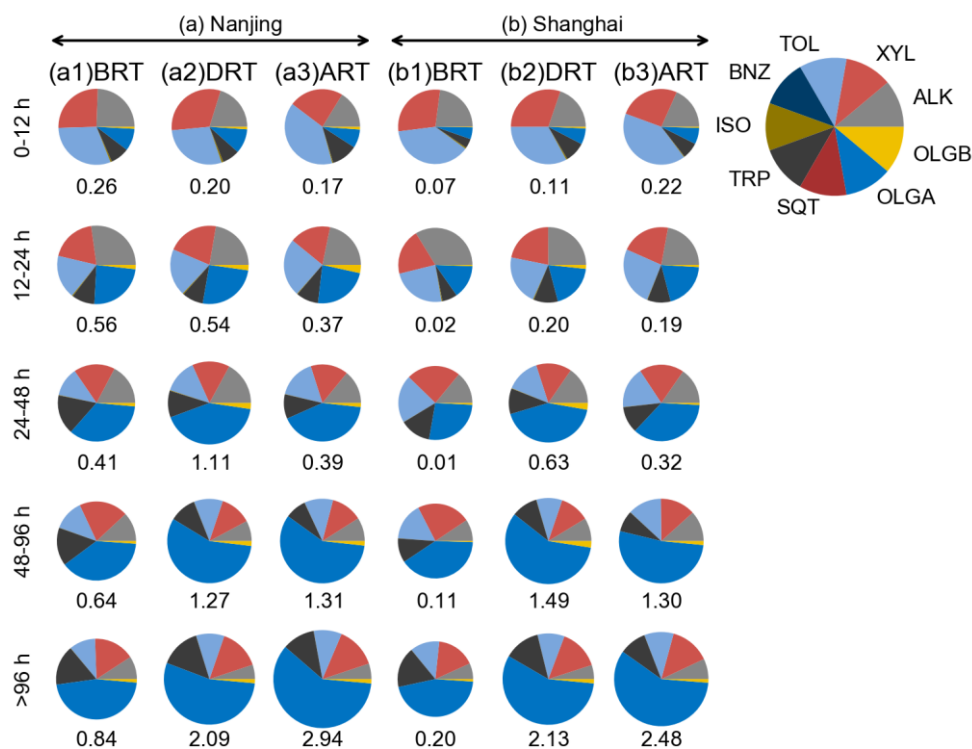 (a) Nanjing (b) Shanghai
(a1)BRT (a2)DRT (a3)ART (b1)BRT (b2)DRT (b3)ART
TOL XYL
BNZ ALK
ISO OLGB
TRP OLGA
SQT
0-12 h
0.26 0.20 0.17 0.07 0.11 0.22
12-24 h
0.56 0.54 0.37 0.02 0.20 0.19
24-48 h
0.41 1.11 0.39 0.01 0.63 0.32
48-96 h
0.64 1.27 1.31 0.11 1.49 1.30
>96 h
0.84 2.09 2.94 0.20 2.13 2.48